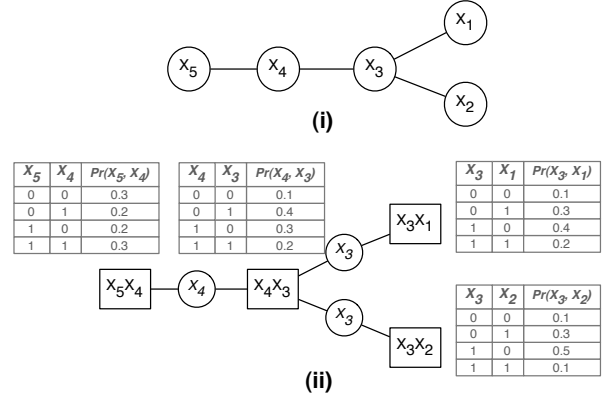 X1
X5 X4 X3
X2
(i)
X5 X4 Pr(X5, X4)
0 0 0.3
0 1 0.2
1 0 0.2
1 1 0.3
X4 X3 Pr(X4, X3)
0 0 0.1
0 1 0.4
1 0 0.3
1 1 0.2
X3 X1 Pr(X3, X1)
0 0 0.1
0 1 0.3
1 0 0.4
1 1 0.2
X3X1
X3
X5X4 X4 X4X3
X3
X3X2
X3 X2 Pr(X3, X2)
0 0 0.1
0 1 0.3
1 0 0.5
1 1 0.1
(ii)